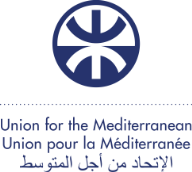 Union for the Mediterranean
Union pour la Méditerranée
الإتحاد من أجل المتوسط